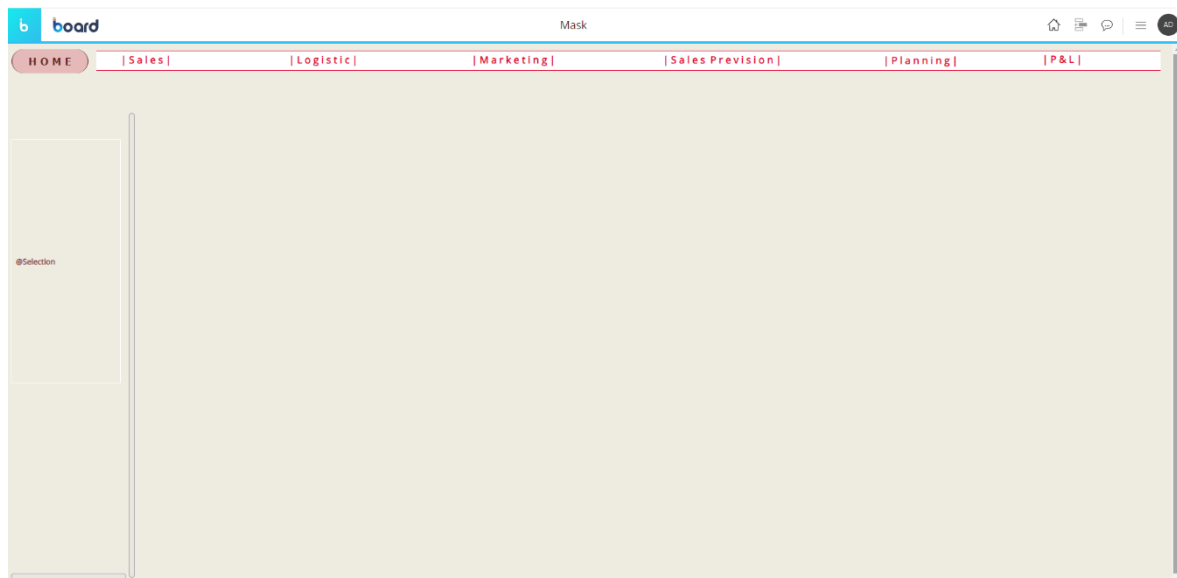 b board Mask AD
HOME |Sales| |Logistic| |Marketing| |Sales Prevision| |Planning| |P&L|
@Selection